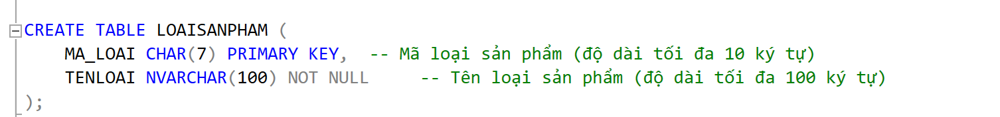 CREATE TABLE LOAISANPHAM (
    MA_LOAI CHAR(7) PRIMARY KEY,  -- Mã loại sản phẩm (độ dài tối đa 10 ký tự)
    TENLOAI NVARCHAR(100) NOT NULL     -- Tên loại sản phẩm (độ dài tối đa 100 ký tự)
);